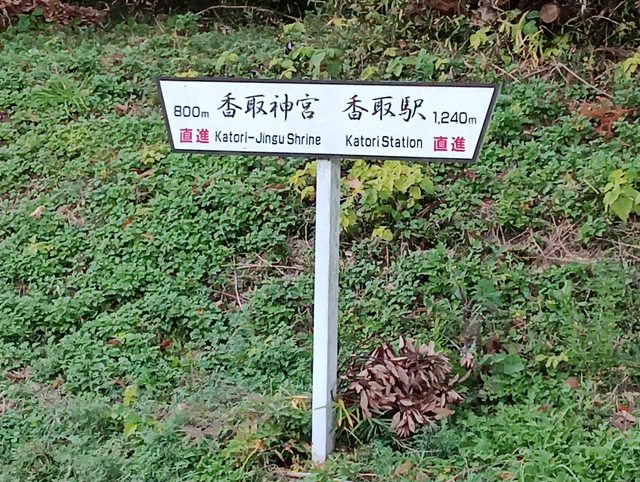 800m 香取神宮 香取駅 1,240m
直進 Katori-Jingu Shrine Katori Station 直進